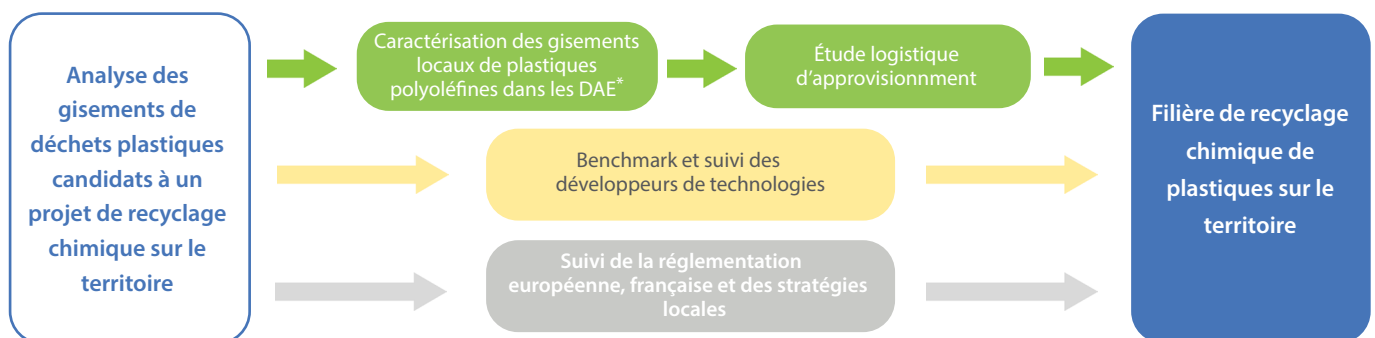 Analyse des
gisements de
déchets plastiques
candidats à un
projet de recyclage
chimique sur le
territoire
Caractérisation des gisements
locaux de plastiques
polyoléfines dans les DAE*
Étude logistique
d'approvisionnment
Benchmark et suivi des
développeurs de technologies
Suivi de la réglementation
européenne, française et des stratégies
locales
Filière de recyclage
chimique de
plastiques sur le
territoire